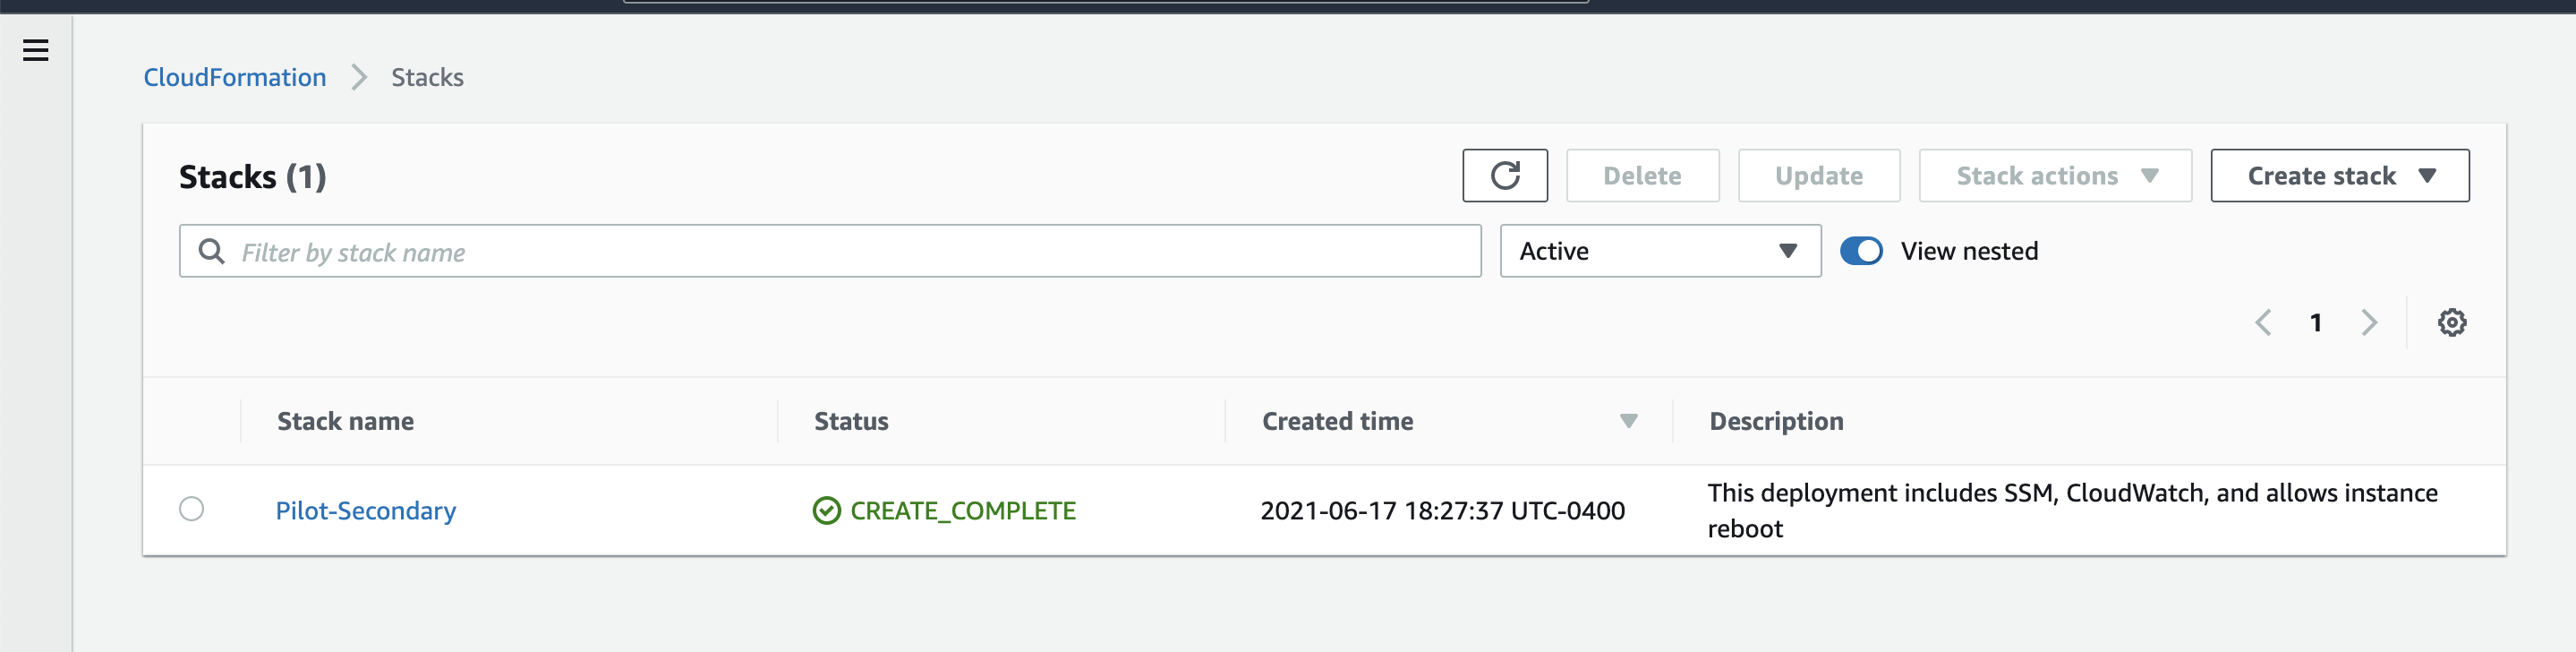 CloudFormation
Stacks
Stacks (1)
Delete
Update
Stack actions
Create stack
Filter by stack name
Active
View nested
1
Stack name
Status
Created time
Description
Pilot-Secondary
CREATE_COMPLETE
2021-06-17 18:27:37 UTC-0400
This deployment includes SSM, CloudWatch, and allows instance
reboot